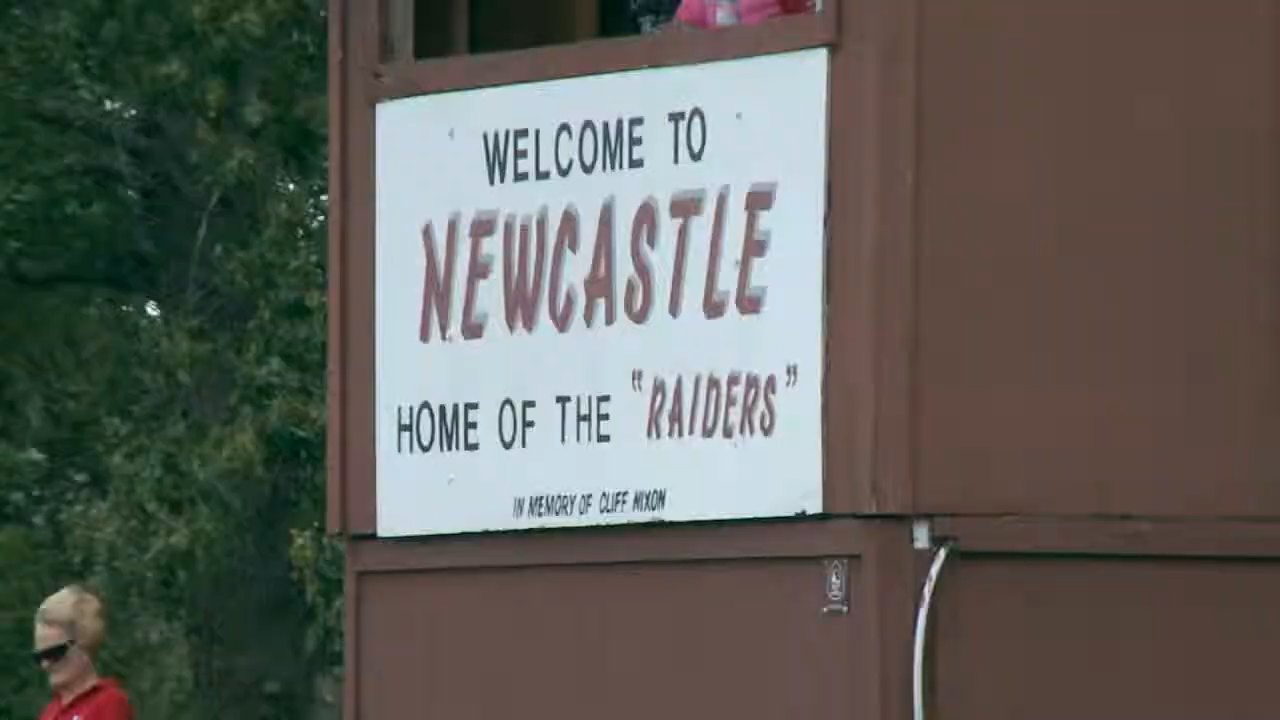 WELCOME TO
NEWCASTLE
HOME OF THE "RAIDERS"
IN MEMORY OF CLIFF NIXON